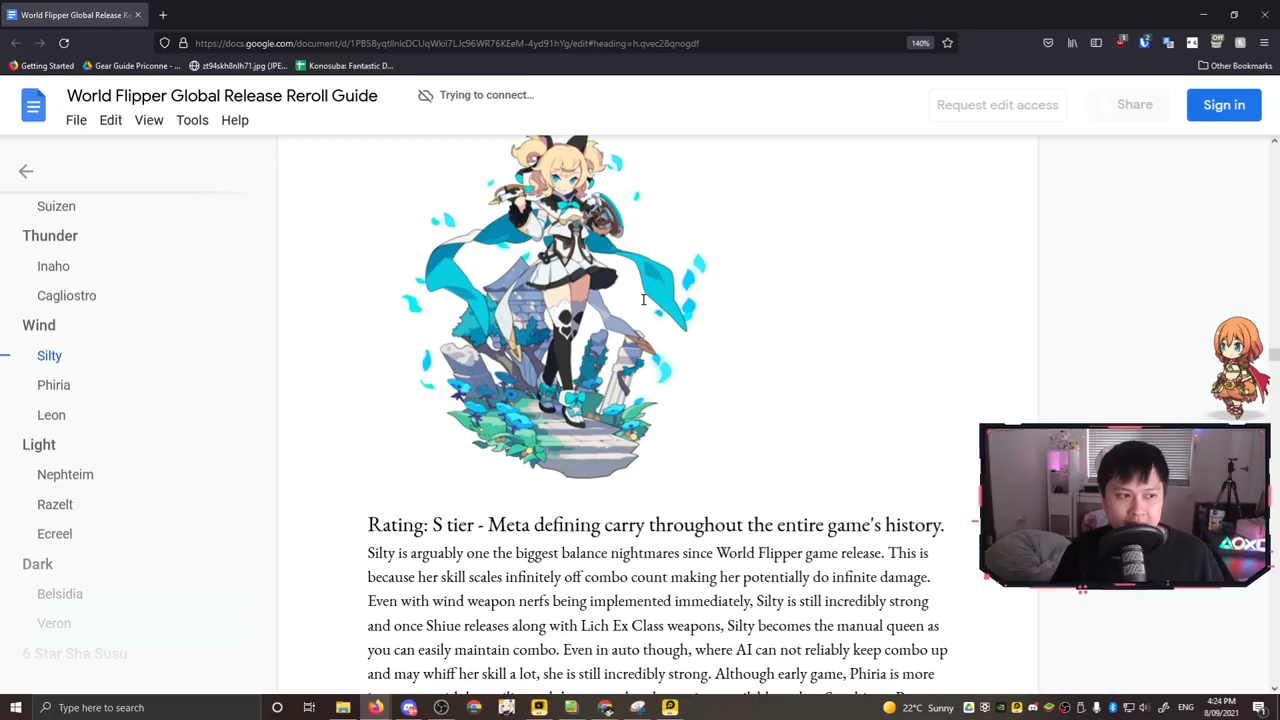 World Flipper Global Release Re
https://docs.google.com/document/d/1PBSByqtllnlcDCUqWkil7LJc96WR76KEeM-4yd91hYg/edit#heading=h.qvec28qnogdf
140%
Getting Started
Gear Guide Priconne - ...
zt94skh8nlh71.jpg (JPE...
Konosuba: Fantastic D...
Other Bookmarks
World Flipper Global Release Reroll Guide
Trying to connect...
Request edit access
Share
Sign in
File Edit View Tools Help
Suizen
Thunder
Inaho
Cagliostro
Wind
Silty
Phiria
Leon
Light
Nephteim
Razelt
Ecreel
Dark
Belsidia
Veron
6 Star Sha Susu
Rating: S tier - Meta defining carry throughout the entire game's history.
Silty is arguably one the biggest balance nightmares since World Flipper game release. This is
because her skill scales infinitely off combo count making her potentially do infinite damage.
Even with wind weapon nerfs being implemented immediately, Silty is still incredibly strong
and once Shiue releases along with Lich Ex Class weapons, Silty becomes the manual queen as
you can easily maintain combo. Even in auto though, where AI can not reliably keep combo up
and may whiff her skill a lot, she is still incredibly strong. Although early game, Phiria is more
Type here to search
22°C Sunny
4:24 PM
8/09/2021